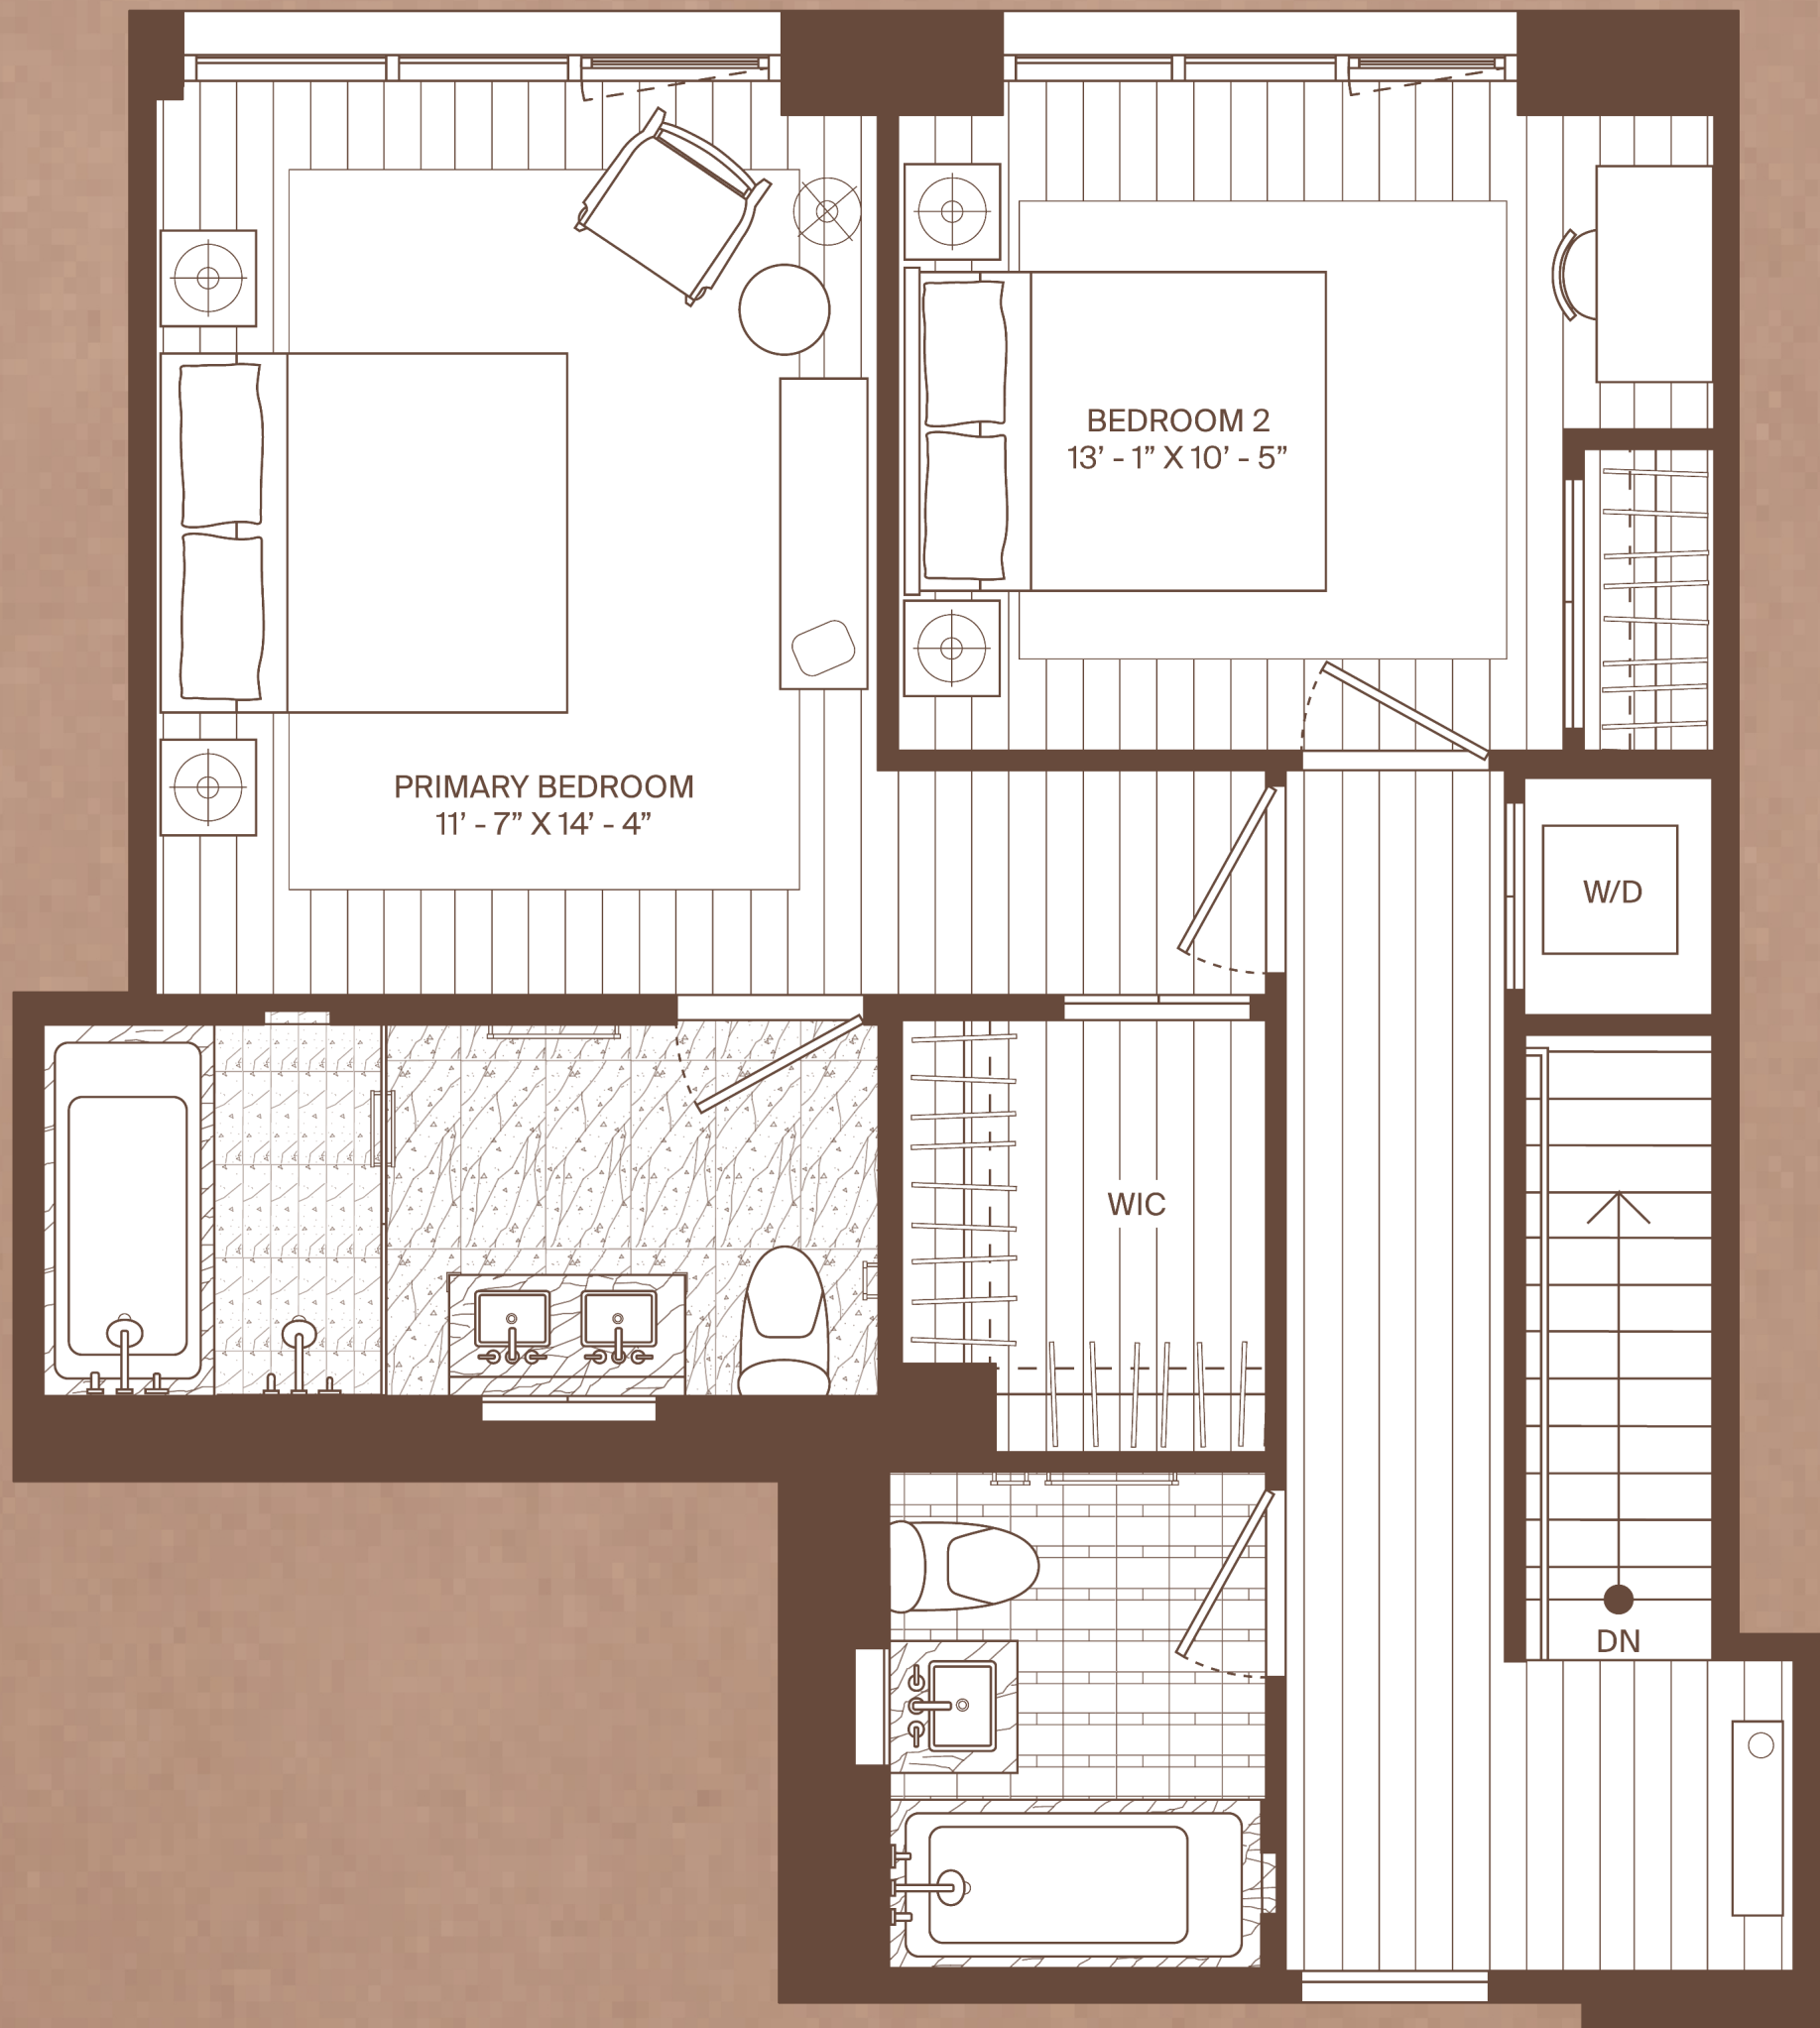 BEDROOM 2
13’ - 1” X 10’ - 5”
PRIMARY BEDROOM
11’ - 7” X 14’ - 4”
W/D
WIC
DN